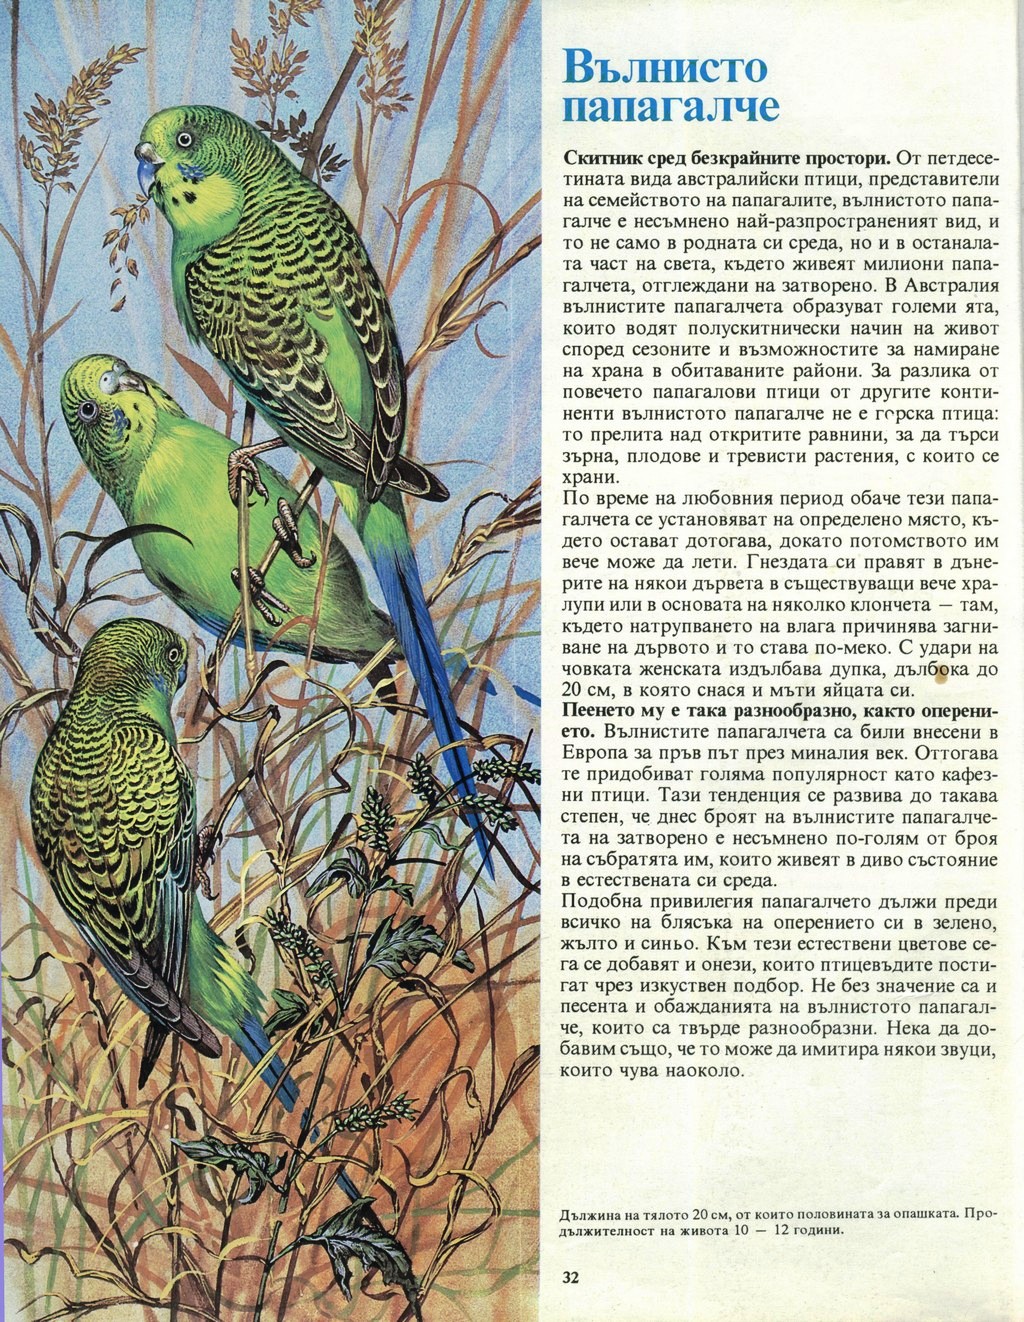 Вълнисто
папагалче
Скитник сред безкрайните простори. От петдесе-
тината вида австралийски птици, представители
на семейството на папагалите, вълнистото папа-
галче е несъмнено най-разпространеният вид, и
то не само в родната си среда, но и в останала-
та част на света, където живеят милиони папа-
галчета, отглеждани на затворено. В Австралия
вълнистите папагалчета образуват големи ята,
които водят полускитнически начин на живот
според сезоните и възможностите за намиране
на храна в обитаваните райони. За разлика от
повечето папагалови птици от другите конти-
ненти вълнистото папагалче не е горска птица:
то прелита над откритите равнини, за да търси
зърна, плодове и тревисти растения, с които се
храни.
По време на любовния период обаче тези папа-
галчета се установяват на определено място, къ-
дето остават дотогава, докато потомството им
вече може да лети. Гнездата си правят в дъне-
рите на някои дървета в съществуващи вече хра-
лупи или в основата на няколко клончета — там,
където натрупването на влага причинява загни-
ване на дървото и то става по-меко. С удари на
човката женската издълбава дупка, дълбока до
20 см, в която снася и мъти яйцата си.
Пеенето му е така разнообразно, както оперени-
ето. Вълнистите папагалчета са били внесени в
Европа за пръв път през миналия век. Оттогава
те придобиват голяма популярност като кафез-
ни птици. Тази тенденция се развива до такава
степен, че днес броят на вълнистите папагалче-
та на затворено е несъмнено по-голям от броя
на събратята им, които живеят в диво състояние
в естествената си среда.
Подобна привилегия папагалчето дължи преди
всичко на блясъка на оперението си в зелено,
жълто и синьо. Към тези естествени цветове се-
га се добавят и онези, които птицевъдите пости-
гат чрез изкуствен подбор. Не без значение са и
песента и обажданията на вълнистото папагал-
че, които са твърде разнообразни. Нека да до-
бавим също, че то може да имитира някои звуци,
които чува наоколо.
Дължина на тялото 20 см, от които половината за опашката. Про-
дължителност на живота 10 — 12 години.
32